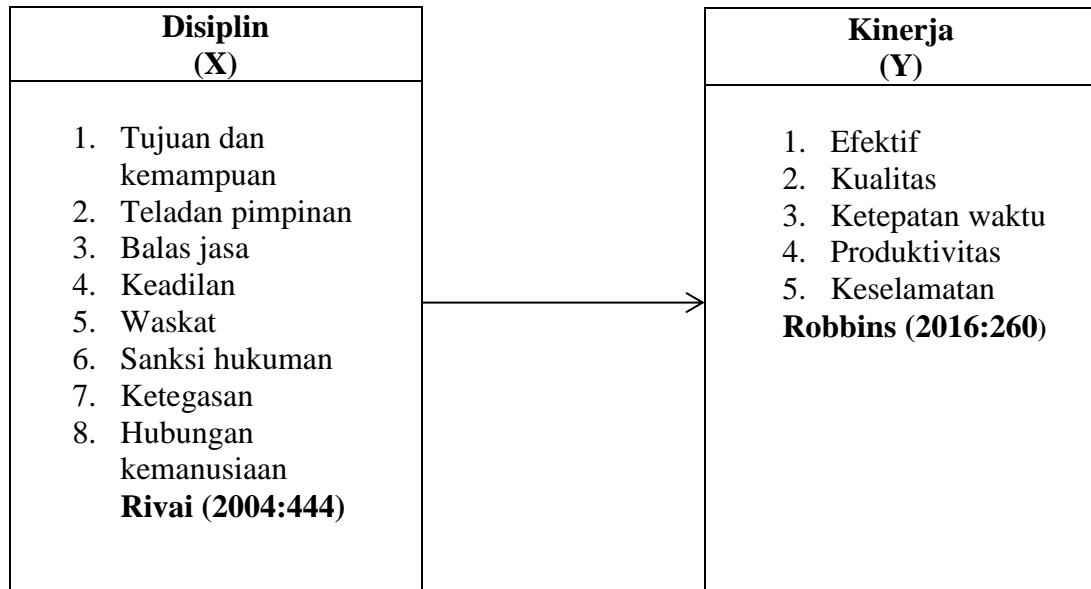 Disiplin
(X)
1. Tujuan dan
kemampuan
2. Teladan pimpinan
3. Balas jasa
4. Keadilan
5. Waskat
6. Sanksi hukuman
7. Ketegasan
8. Hubungan
kemanusiaan
Rivai (2004:444)
Kinerja
(Y)
1. Efektif
2. Kualitas
3. Ketepatan waktu
4. Produktivitas
5. Keselamatan
Robbins (2016:260)